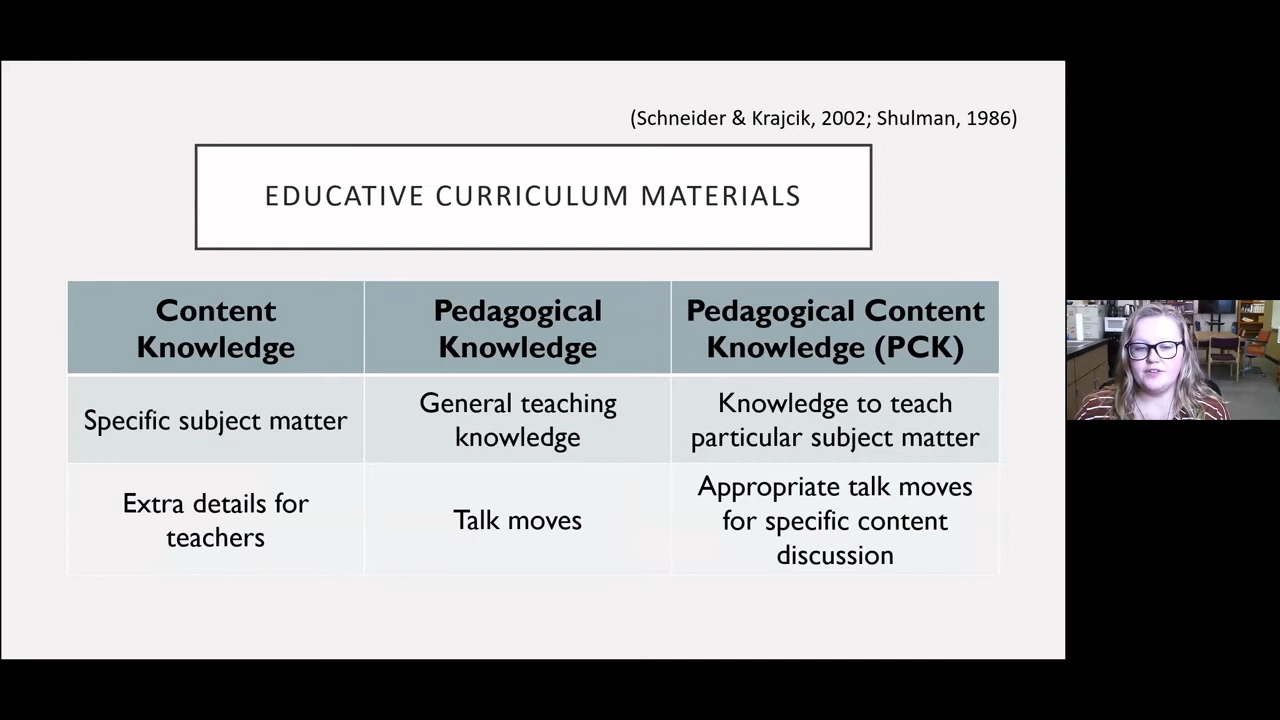 (Schneider & Krajcik, 2002; Shulman, 1986)
EDUCATIVE CURRICULUM MATERIALS
Content
Knowledge
Pedagogical
Knowledge
Pedagogical Content
Knowledge (PCK)
Specific subject matter
General teaching
knowledge
Knowledge to teach
particular subject matter
Extra details for
teachers
Talk moves
Appropriate talk moves
for specific content
discussion